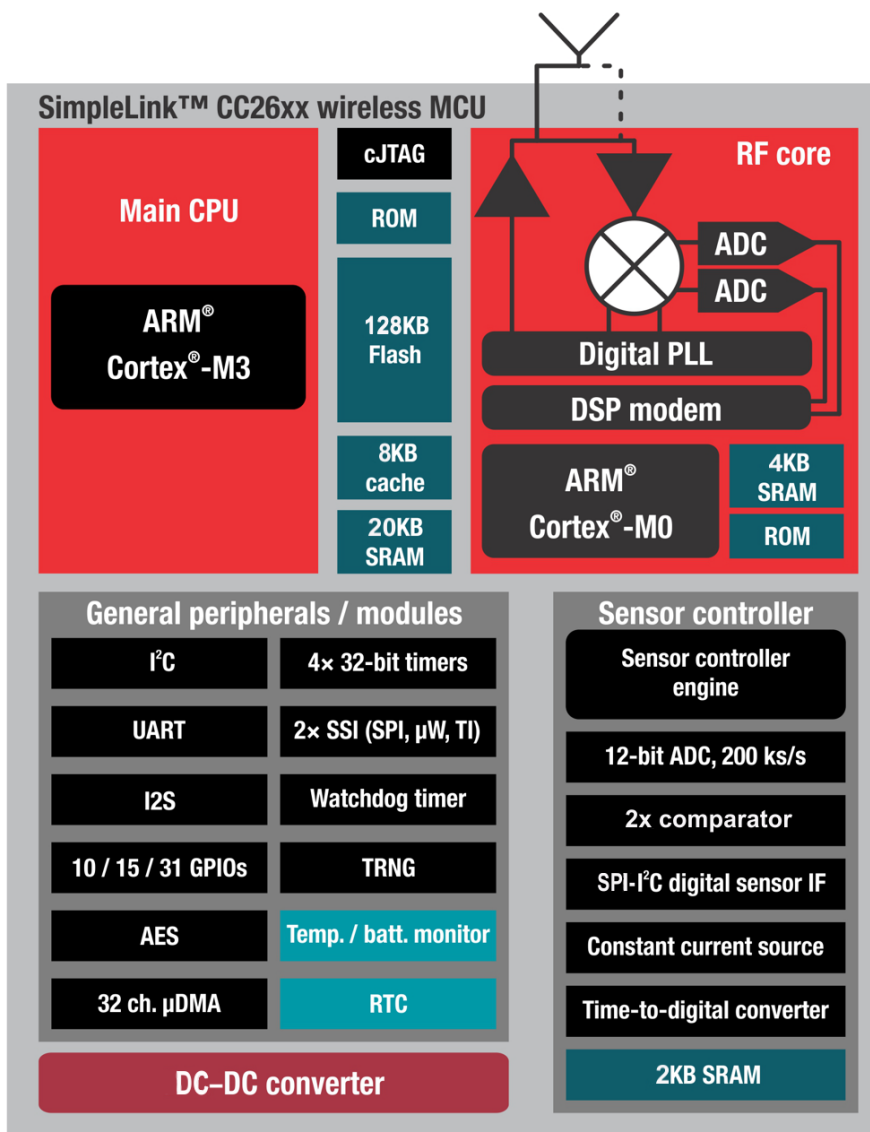 SimpleLink™ CC26xx wireless MCU
Main CPU
ARM®
Cortex®-M3
cJTAG
ROM
128KB
Flash
8KB
cache
20KB
SRAM
RF core
ADC
ADC
Digital PLL
DSP modem
ARM®
Cortex®-M0
4KB
SRAM
ROM
General peripherals / modules
I²C
4× 32-bit timers
UART
2× SSI (SPI, µW, TI)
I2S
Watchdog timer
10 / 15 / 31 GPIOs
TRNG
AES
Temp. / batt. monitor
32 ch. µDMA
RTC
DC–DC converter
Sensor controller
Sensor controller
engine
12-bit ADC, 200 ks/s
2x comparator
SPI-I²C digital sensor IF
Constant current source
Time-to-digital converter
2KB SRAM